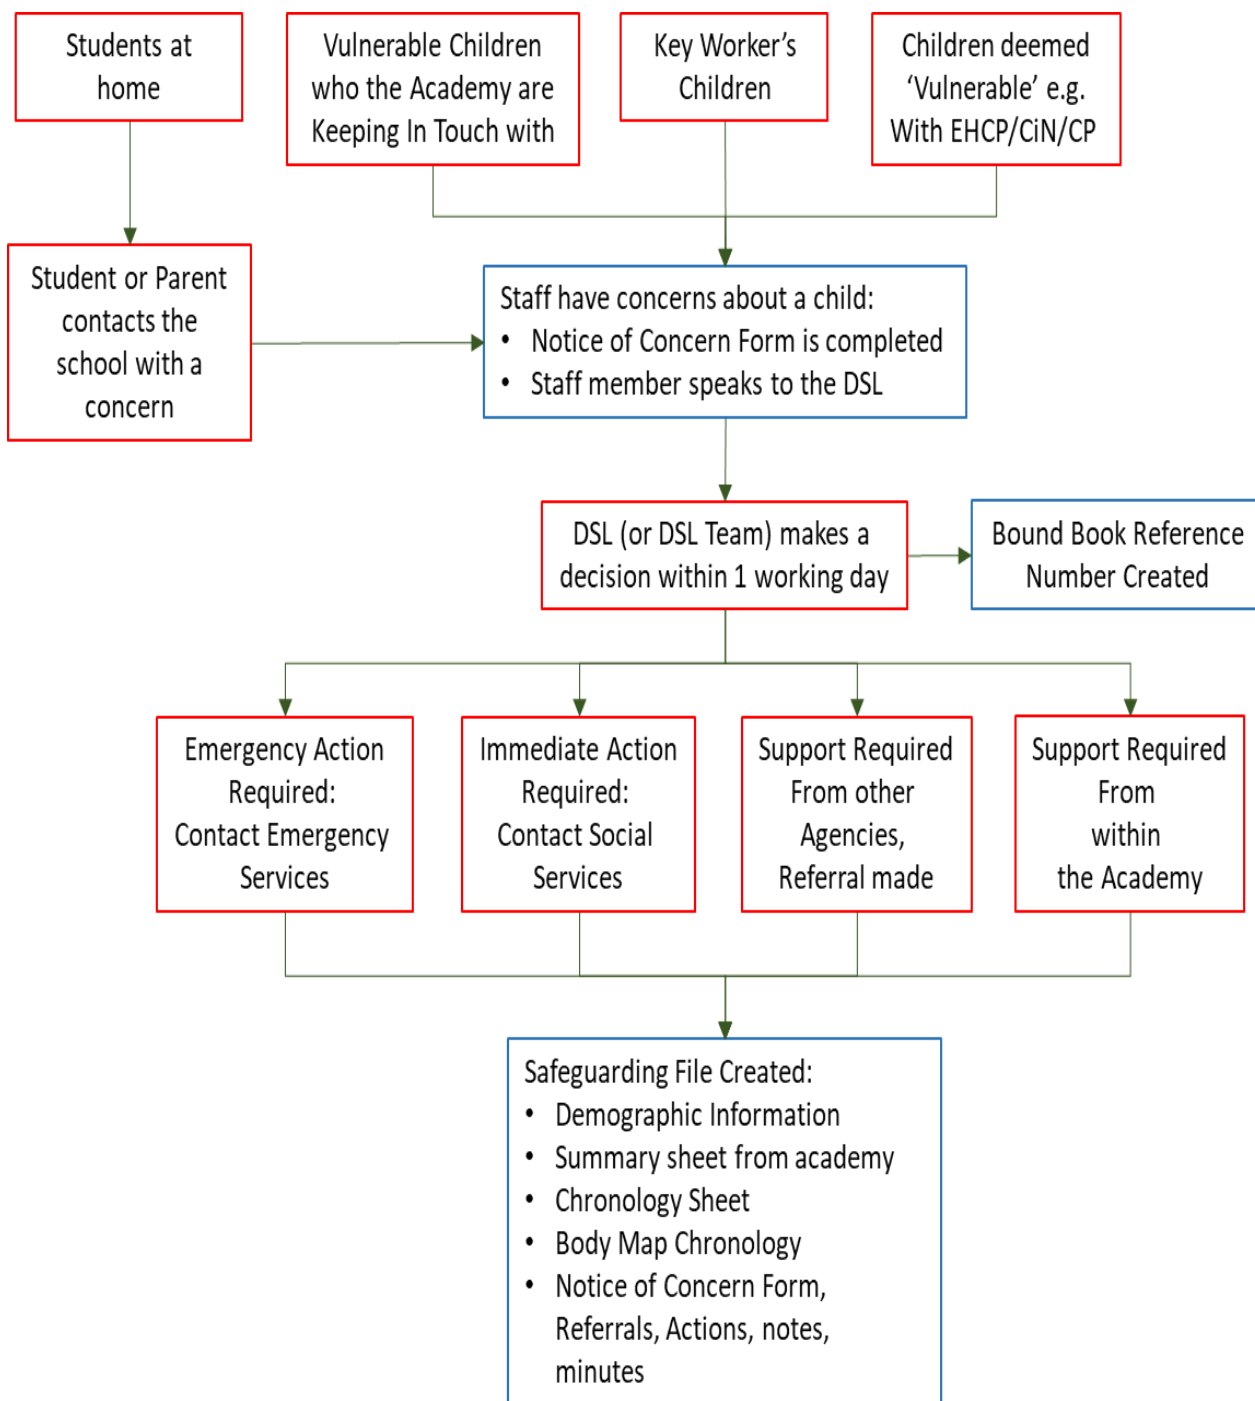 Students at
home
Vulnerable Children
who the Academy are
Keeping In Touch with
Key Worker's
Children
Children deemed
‘Vulnerable’ e.g.
With EHCP/CiN/CP
Student or Parent
contacts the
school with a
concern
Staff have concerns about a child:
• Notice of Concern Form is completed
• Staff member speaks to the DSL
DSL (or DSL Team) makes a
decision within 1 working day
Bound Book Reference
Number Created
Emergency Action
Required:
Contact Emergency
Services
Immediate Action
Required:
Contact Social
Services
Support Required
From other
Agencies,
Referral made
Support Required
From
within
the Academy
Safeguarding File Created:
• Demographic Information
• Summary sheet from academy
• Chronology Sheet
• Body Map Chronology
• Notice of Concern Form,
Referrals, Actions, notes,
minutes